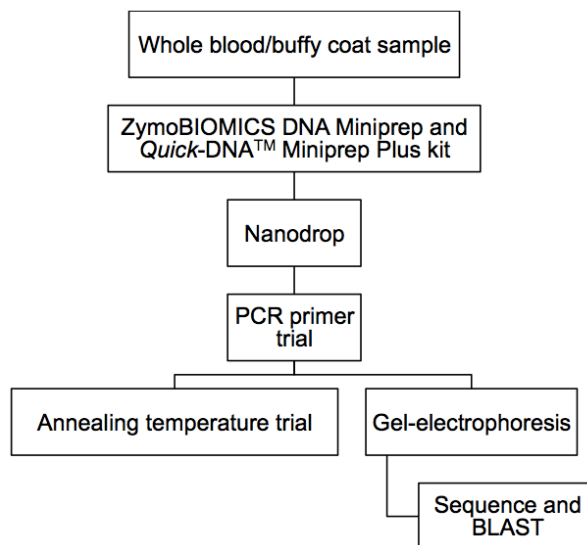 Whole blood/buffy coat sample
ZymoBIOMICS DNA Miniprep and
Quick-DNA™ Miniprep Plus kit
Nanodrop
PCR primer
trial
Annealing temperature trial
Gel-electrophoresis
Sequence and
BLAST